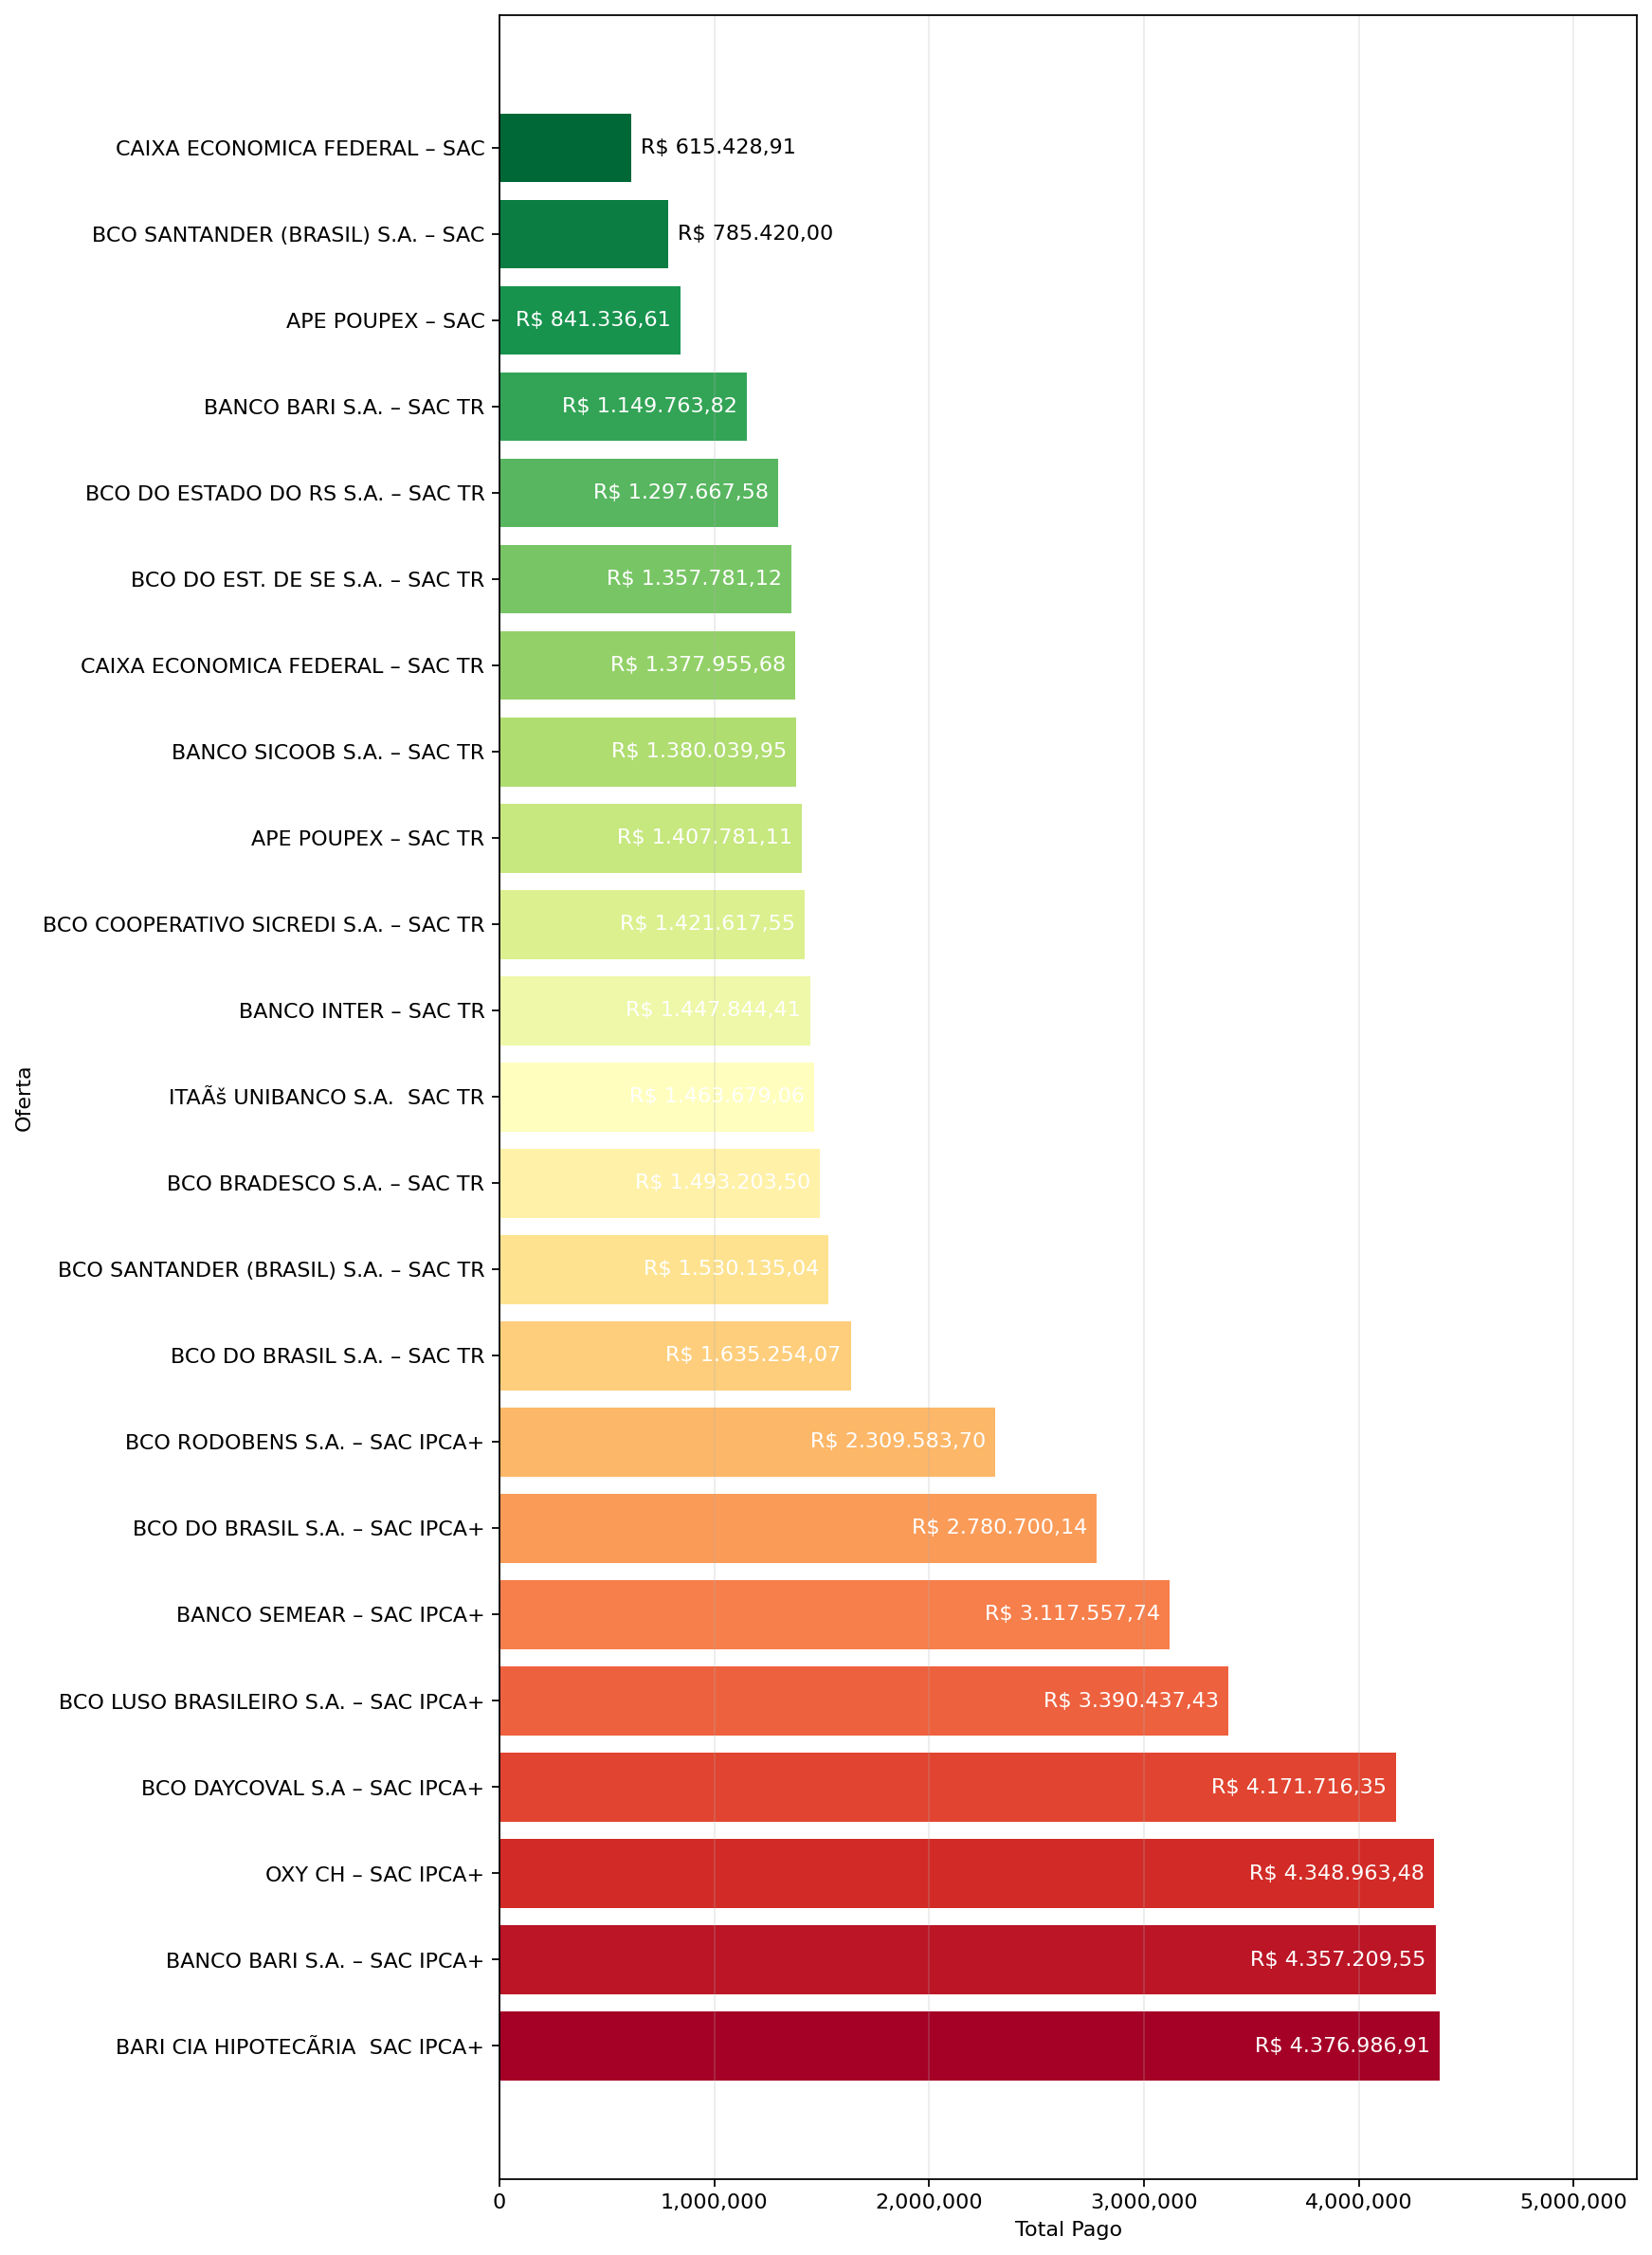 CAIXA ECONOMICA FEDERAL – SAC R$ 615.428,91
BCO SANTANDER (BRASIL) S.A. – SAC R$ 785.420,00
APE POUPEX – SAC R$ 841.336,61
BANCO BARI S.A. – SAC TR R$ 1.149.763,82
BCO DO ESTADO DO RS S.A. – SAC TR R$ 1.297.667,58
BCO DO EST. DE SE S.A. – SAC TR R$ 1.357.781,12
CAIXA ECONOMICA FEDERAL – SAC TR R$ 1.377.955,68
BANCO SICOOB S.A. – SAC TR R$ 1.380.039,95
APE POUPEX – SAC TR R$ 1.407.781,11
BCO COOPERATIVO SICREDI S.A. – SAC TR R$ 1.421.617,55
BANCO INTER – SAC TR R$ 1.447.844,41
ITAÃš UNIBANCO S.A.  SAC TR R$ 1.463.679,06
BCO BRADESCO S.A. – SAC TR R$ 1.493.203,50
BCO SANTANDER (BRASIL) S.A. – SAC TR R$ 1.530.135,04
BCO DO BRASIL S.A. – SAC TR R$ 1.635.254,07
BCO RODOBENS S.A. – SAC IPCA+ R$ 2.309.583,70
BCO DO BRASIL S.A. – SAC IPCA+ R$ 2.780.700,14
BANCO SEMEAR – SAC IPCA+ R$ 3.117.557,74
BCO LUSO BRASILEIRO S.A. – SAC IPCA+ R$ 3.390.437,43
BCO DAYCOVAL S.A – SAC IPCA+ R$ 4.171.716,35
OXY CH – SAC IPCA+ R$ 4.348.963,48
BANCO BARI S.A. – SAC IPCA+ R$ 4.357.209,55
BARI CIA HIPOTECÃRIA  SAC IPCA+ R$ 4.376.986,91
Oferta
0 1,000,000 2,000,000 3,000,000 4,000,000 5,000,000
Total Pago